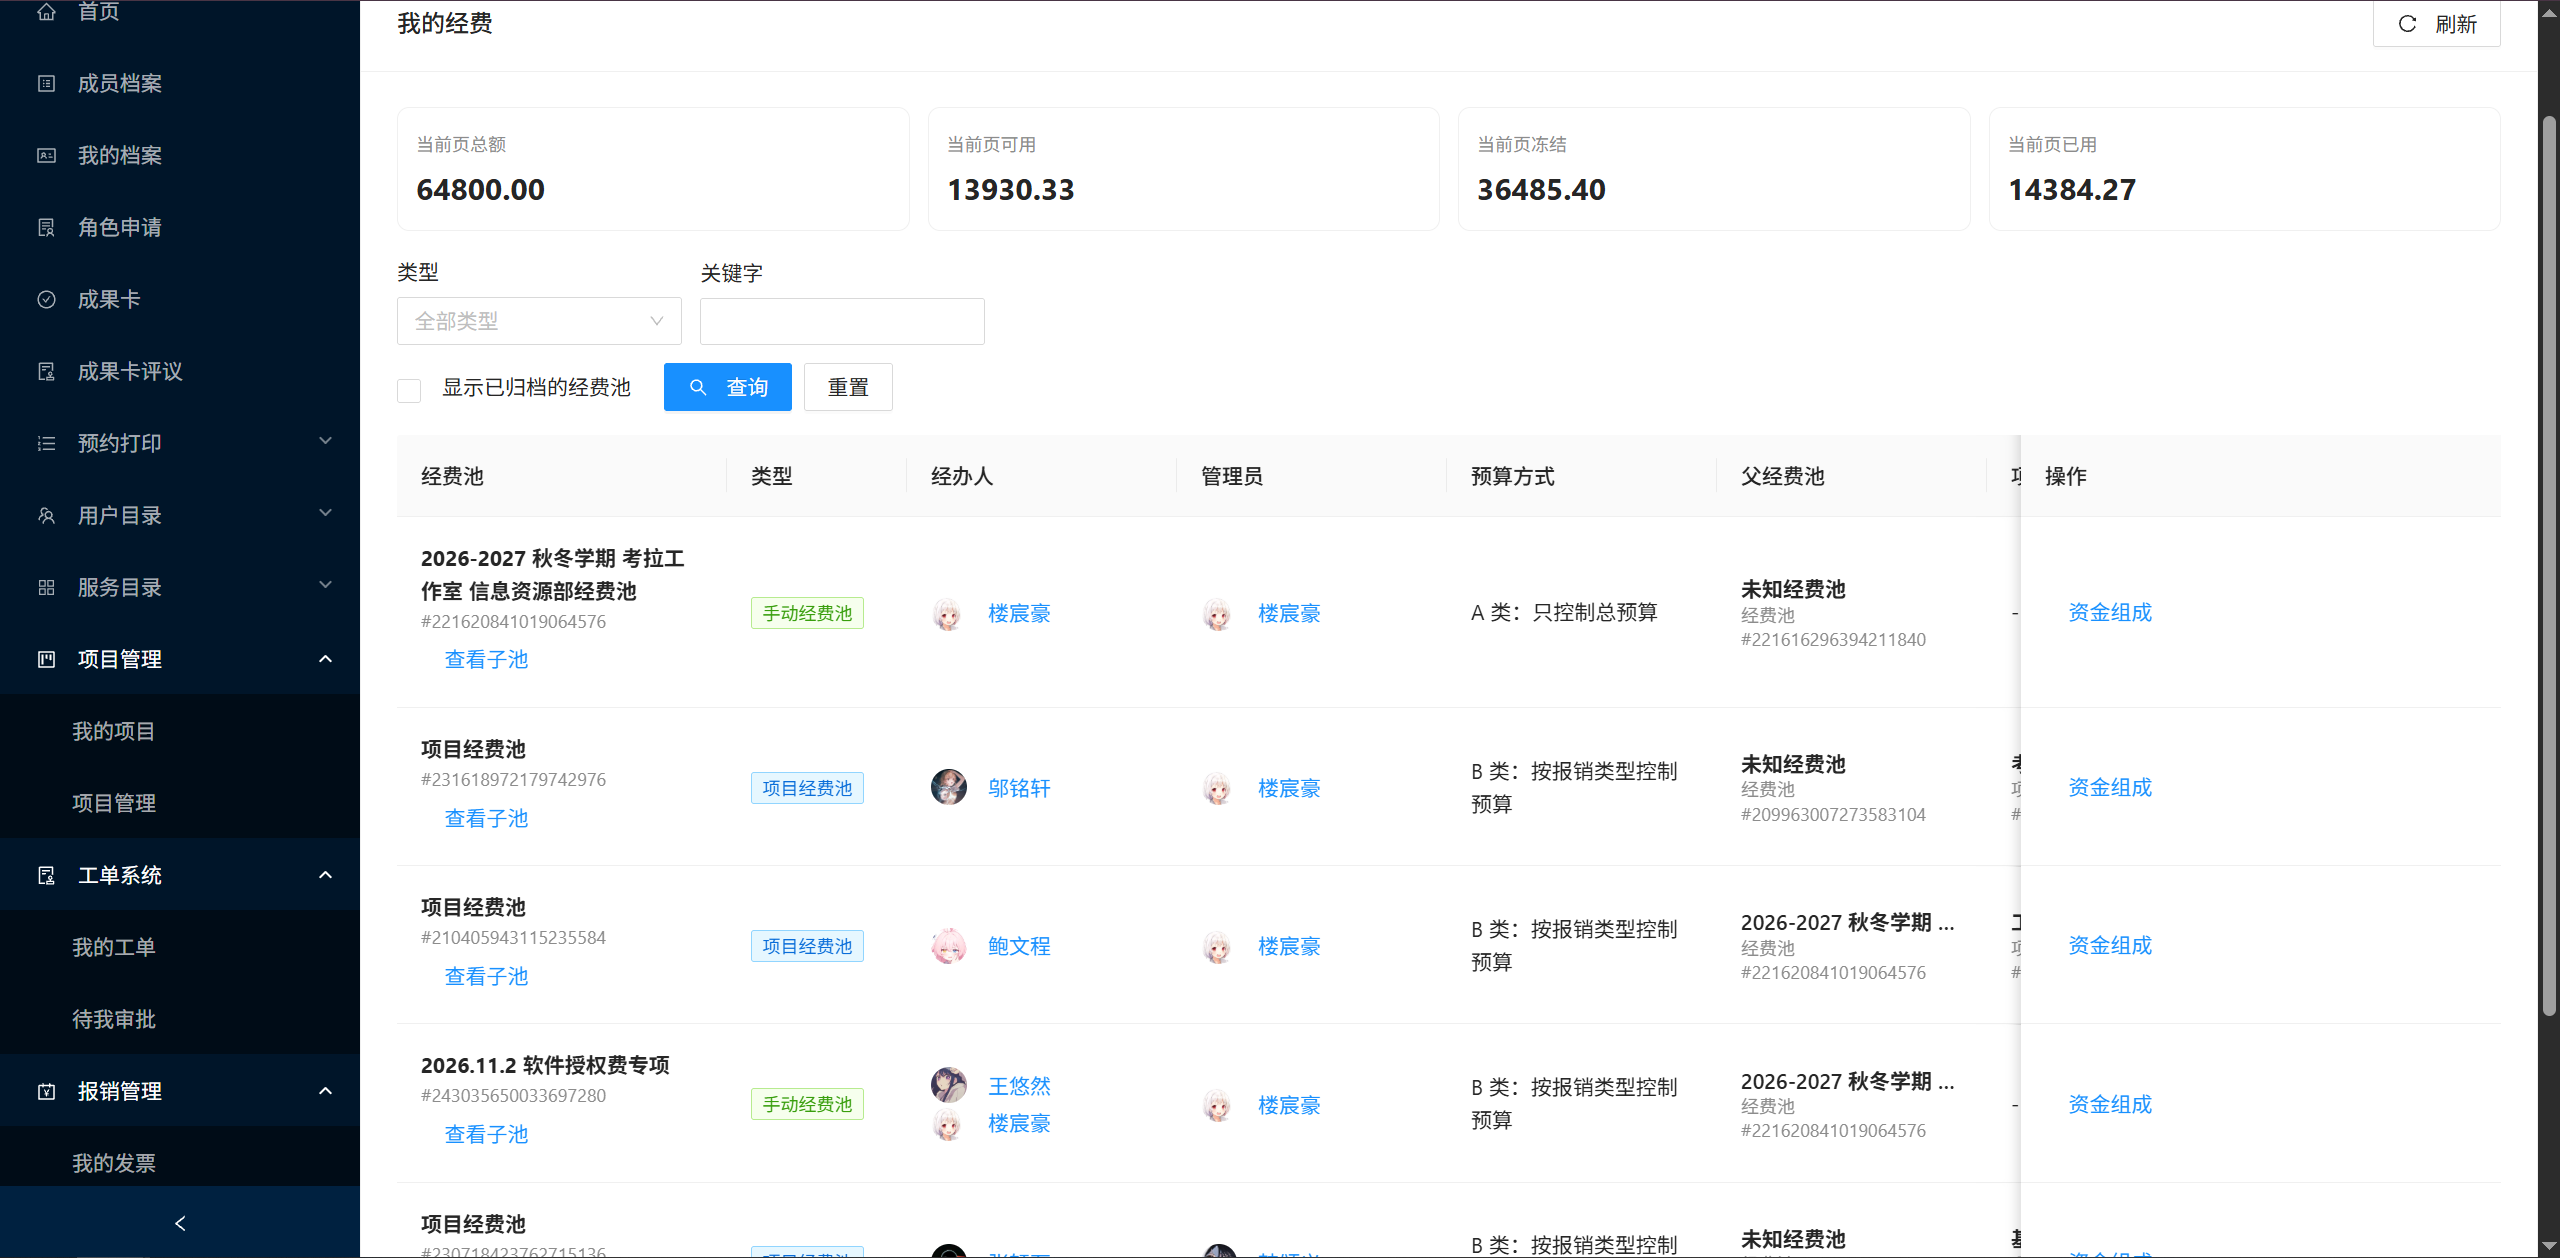 首页
成员档案
我的档案
角色申请
成果卡
成果卡评议
预约打印
用户目录
服务目录
项目管理
我的项目
项目管理
工单系统
我的工单
待我审批
报销管理
我的发票
我的经费
刷新
当前页总额
64800.00
当前页可用
13930.33
当前页冻结
36485.40
当前页已用
14384.27
类型
全部类型
关键字
显示已归档的经费池
查询
重置
经费池
类型
经办人
管理员
预算方式
父经费池
操作
2026-2027 秋冬学期 考拉工
作室 信息资源部经费池
#221620841019064576
查看子池
手动经费池
楼宸豪
楼宸豪
A 类：只控制总预算
未知经费池
经费池
#221616296394211840
-
资金组成
项目经费池
#231618972179742976
查看子池
项目经费池
邬铭轩
楼宸豪
B 类：按报销类型控制
预算
未知经费池
经费池
#209963007273583104
#
资金组成
项目经费池
#210405943115235584
查看子池
项目经费池
鲍文程
楼宸豪
B 类：按报销类型控制
预算
2026-2027 秋冬学期 ...
经费池
#221620841019064576
#
资金组成
2026.11.2 软件授权费专项
#243035650033697280
查看子池
手动经费池
王悠然
楼宸豪
楼宸豪
B 类：按报销类型控制
预算
2026-2027 秋冬学期 ...
经费池
#221620841019064576
-
资金组成
项目经费池
#230718423762715136
项目经费池
B 类：按报销类型控制
未知经费池